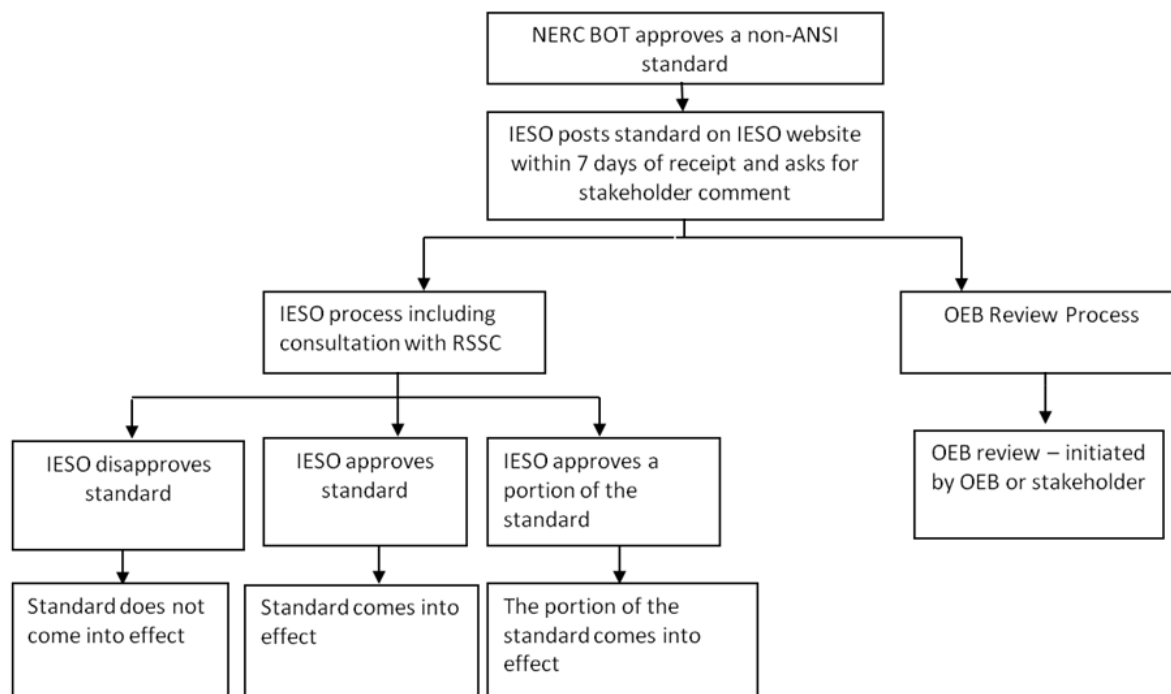 NERC BOT approves a non-ANSI
standard
IESO posts standard on IESO website
within 7 days of receipt and asks for
stakeholder comment
IESO process including
consultation with RSSC
OEB Review Process
IESO disapproves
standard
IESO approves
standard
IESO approves a
portion of the
standard
OEB review – initiated
by OEB or stakeholder
Standard does not
come into effect
Standard comes into
effect
The portion of the
standard comes into
effect